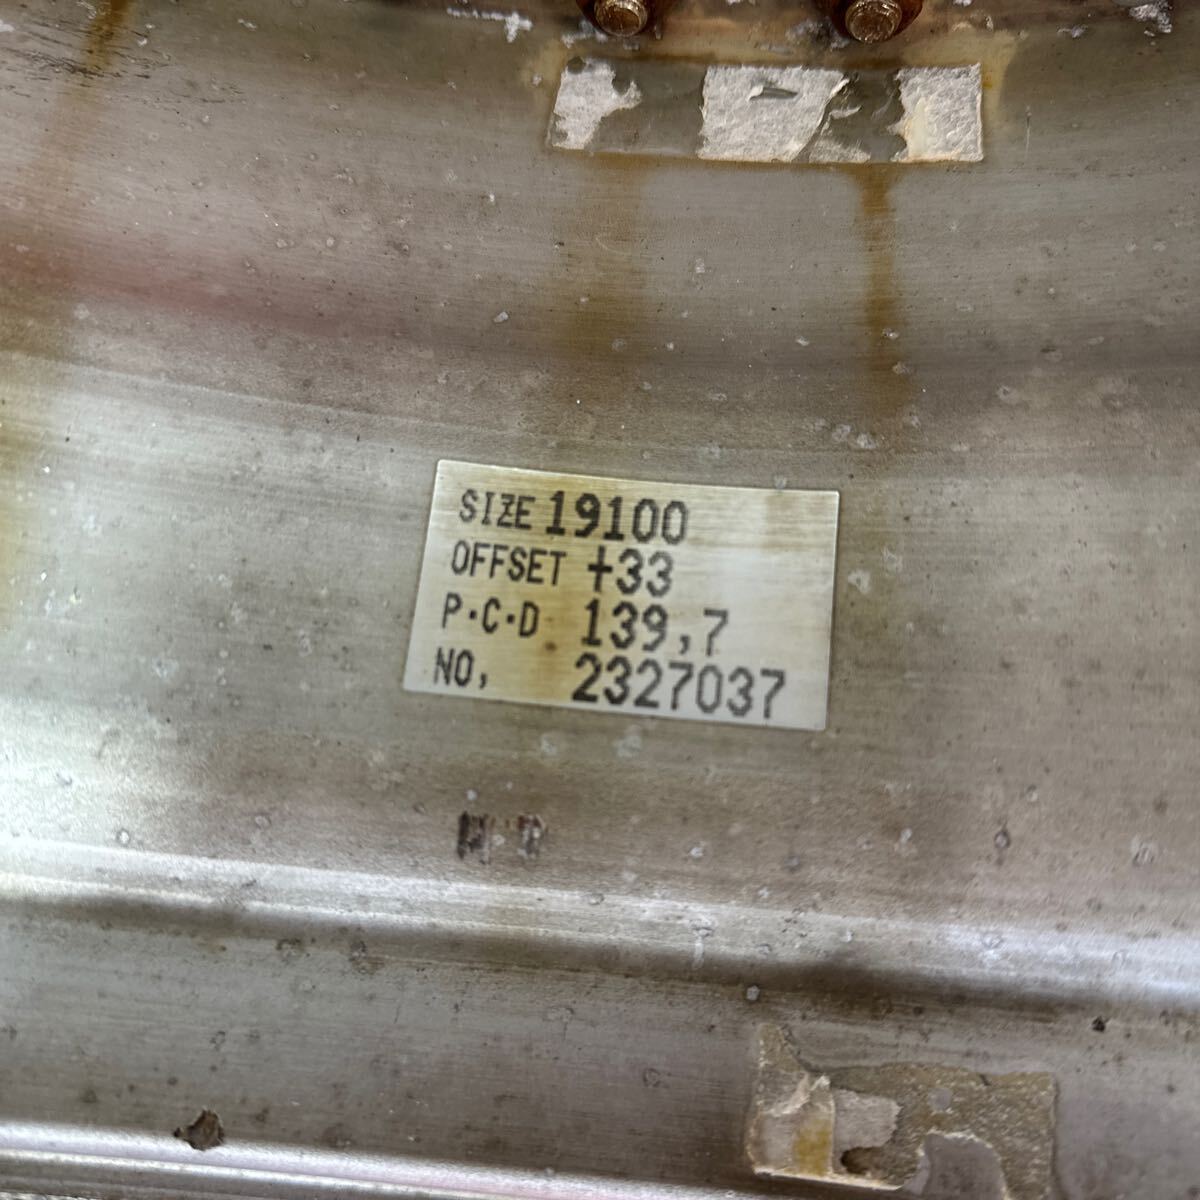 SIZE 19100
OFFSET +33
P·C·D 139,7
NO, 2327037